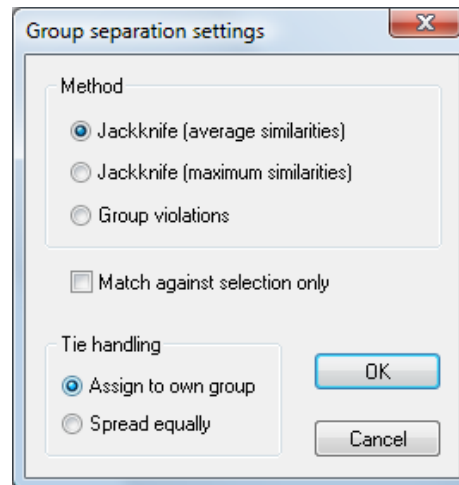 Group separation settings
Method
Jackknife (average similarities)
Jackknife (maximum similarities)
Group violations
Match against selection only
Tie handling
Assign to own group
Spread equally
OK
Cancel